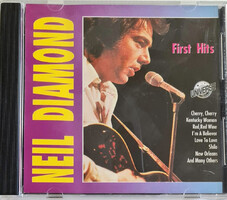 NEIL DIAMOND
First Hits
Cherry, Cherry
Kentucky Woman
Red, Red Wine
I'm A Believer
Love To Love
Shilo
New Orleans
And Many Others